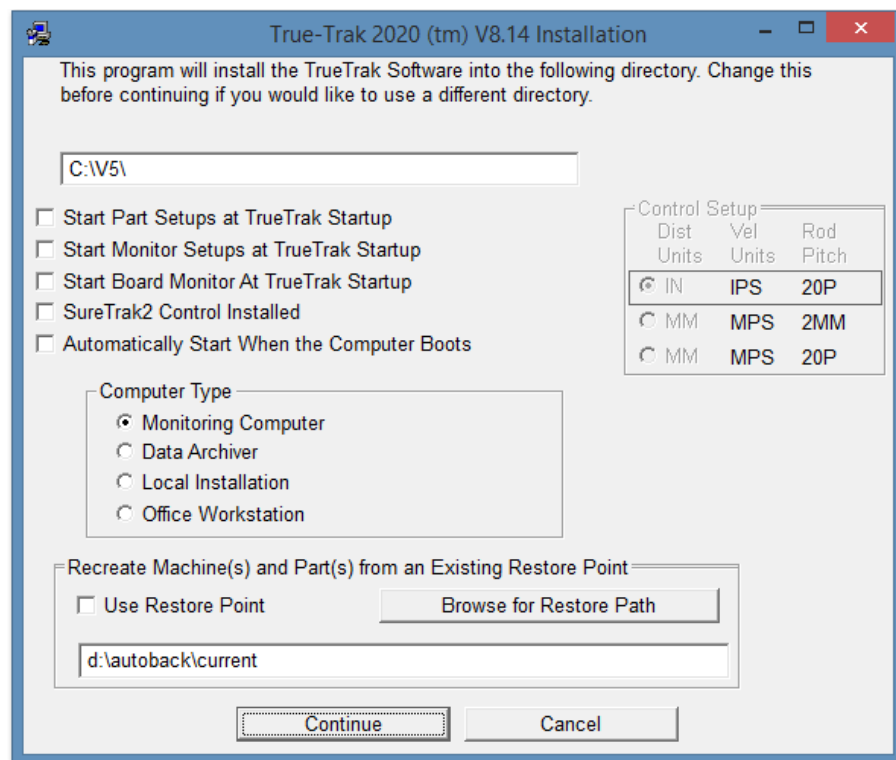 True-Trak 2020 (tm) V8.14 Installation
This program will install the TrueTrak Software into the following directory. Change this
before continuing if you would like to use a different directory.
C:\V5\
Start Part Setups at TrueTrak Startup
Start Monitor Setups at TrueTrak Startup
Start Board Monitor At TrueTrak Startup
SureTrak2 Control Installed
Automatically Start When the Computer Boots
Control Setup
Dist Vel Rod
Units Units Pitch
IN IPS 20P
MM MPS 2MM
MM MPS 20P
Computer Type
Monitoring Computer
Data Archiver
Local Installation
Office Workstation
Recreate Machine(s) and Part(s) from an Existing Restore Point
Use Restore Point Browse for Restore Path
d:\autoback\current
Continue Cancel